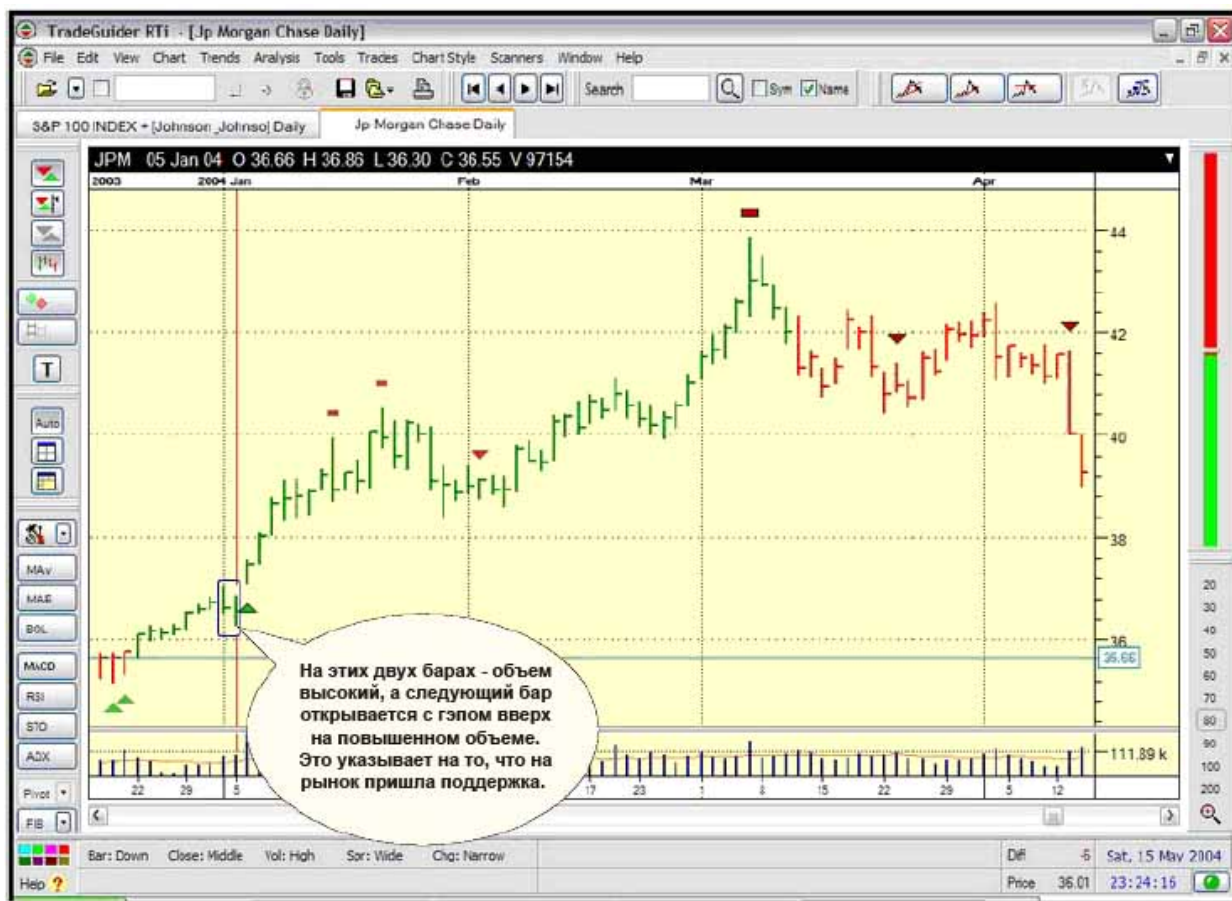 TradeGuider RTi - [Jp Morgan Chase Daily]
File Edit View Chart Trends Analysis Tools Trades Chart Style Scanners Window Help
Search Sym Name
S&P 100 INDEX + [Johnson_Johnso] Daily Jp Morgan Chase Daily
JPM 05 Jan 04 O 36.66 H 36.86 L 36.30 C 36.55 V 97154
2003 2004 Jan Feb Mar Apr
44
42
T
40
Auto
38
MAv
MAE
BOL
MACD
RSI
STO
ADX
Pivot
FIB
36
36.66
На этих двух барах - объем
высокий, а следующий бар
открывается с гэпом вверх
на повышенном объеме.
Это указывает на то, что на
рынок пришла поддержка.
111.89 k
22 29 5 17 23 1 8 15 22 29 5 12
20
30
40
50
60
70
80
90
100
200
Bar: Down Close: Middle Vol: High Spr: Wide Chg: Narrow
Diff -5 Sat, 15 May 2004
Help ? Price 36.01 23:24:16